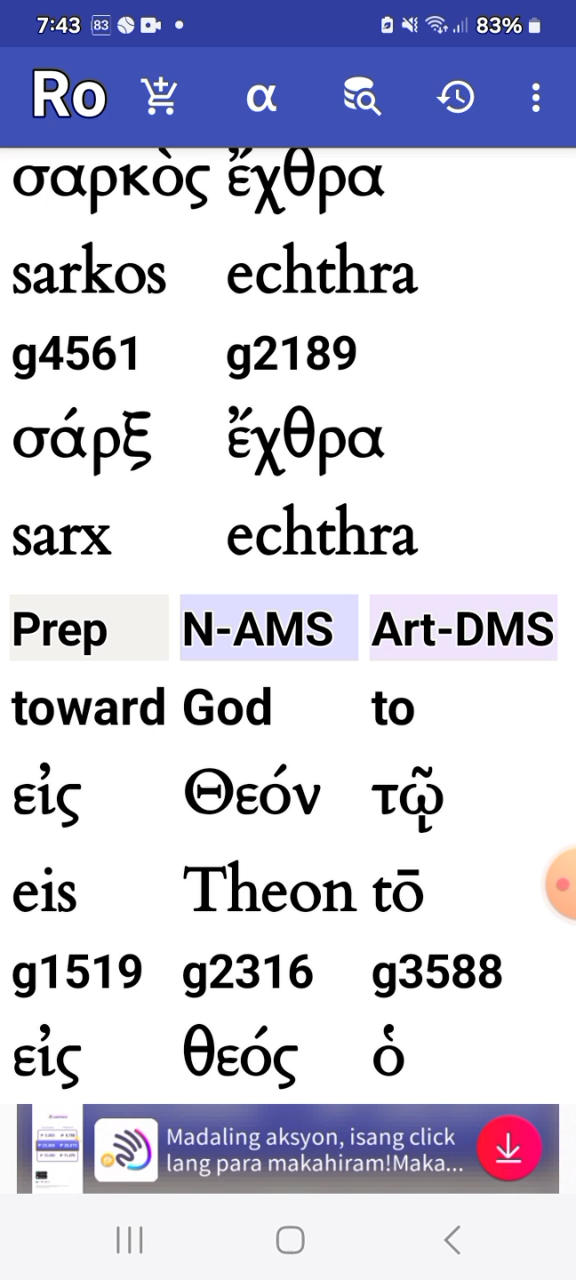 7:43 83 83%
Ro α
σαρκὸς ἔχθρα
sarkos echthra
g4561 g2189
σάρξ ἔχθρα
sarx echthra
Prep N-AMS Art-DMS
toward God to
εἰς Θεόν τῷ
eis Theon tō
g1519 g2316 g3588
εἰς θεός ὁ
Madaling aksyon, isang click
lang para makahiram!Maka...